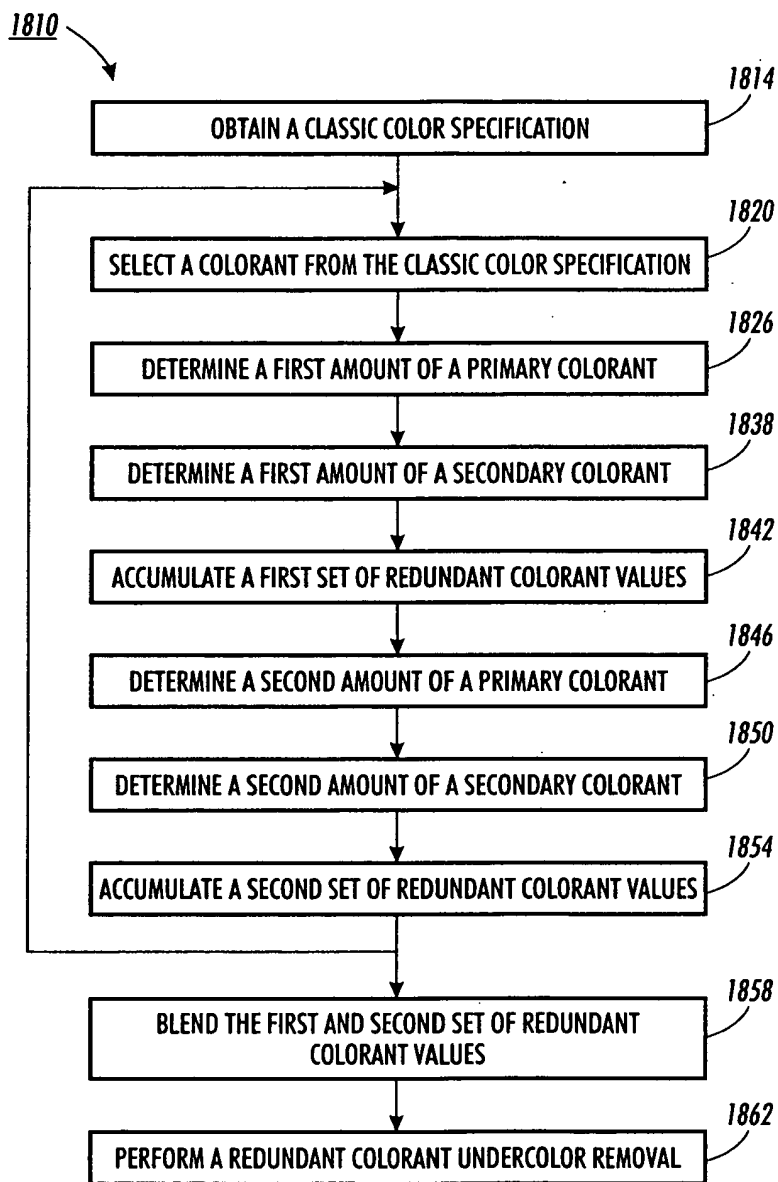 1810
1814
OBTAIN A CLASSIC COLOR SPECIFICATION
1820
SELECT A COLORANT FROM THE CLASSIC COLOR SPECIFICATION
1826
DETERMINE A FIRST AMOUNT OF A PRIMARY COLORANT
1838
DETERMINE A FIRST AMOUNT OF A SECONDARY COLORANT
1842
ACCUMULATE A FIRST SET OF REDUNDANT COLORANT VALUES
1846
DETERMINE A SECOND AMOUNT OF A PRIMARY COLORANT
1850
DETERMINE A SECOND AMOUNT OF A SECONDARY COLORANT
1854
ACCUMULATE A SECOND SET OF REDUNDANT COLORANT VALUES
1858
BLEND THE FIRST AND SECOND SET OF REDUNDANT
COLORANT VALUES
1862
PERFORM A REDUNDANT COLORANT UNDERCOLOR REMOVAL